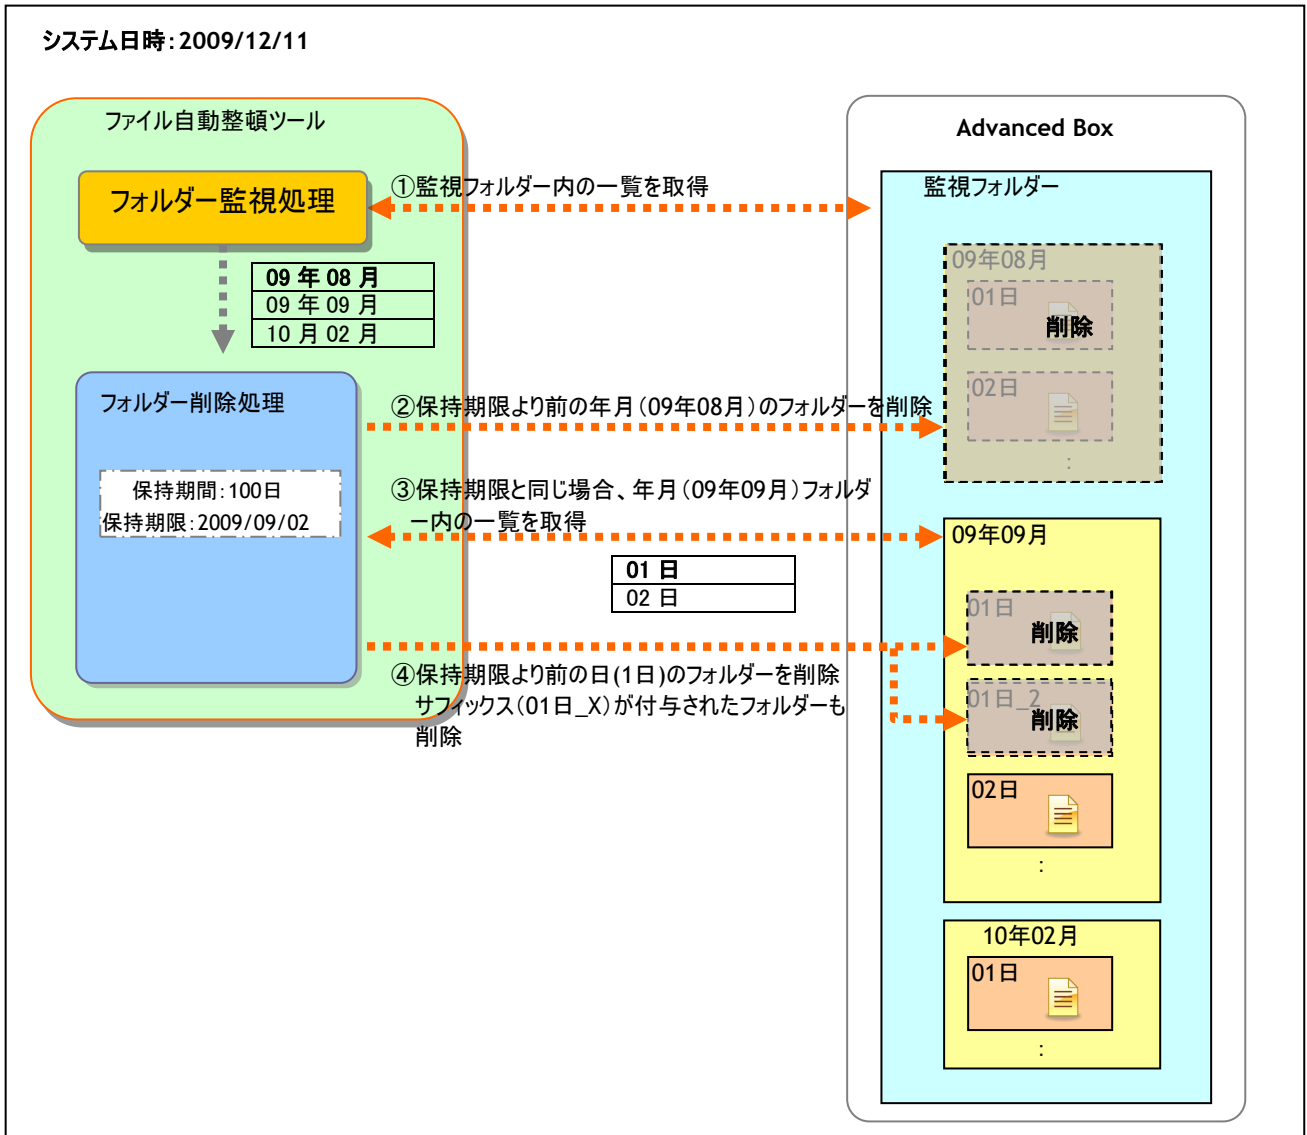 システム日時：2009/12/11
ファイル自動整頓ツール
フォルダー監視処理
①監視フォルダー内の一覧を取得
09 年 08 月
09 年 09 月
10 月 02 月
フォルダー削除処理
保持期間：100日
保持期限：2009/09/02
②保持期限より前の年月（09年08月）のフォルダーを削除
③保持期限と同じ場合、年月（09年09月）フォルダ
ー内の一覧を取得
01 日
02 日
④保持期限より前の日(1日)のフォルダーを削除
サフィックス（01日_X）が付与されたフォルダーも
削除
Advanced Box
監視フォルダー
09年08月
01日
削除
02日
：
09年09月
01日
削除
01日_2
削除
02日
：
10年02月
01日
：